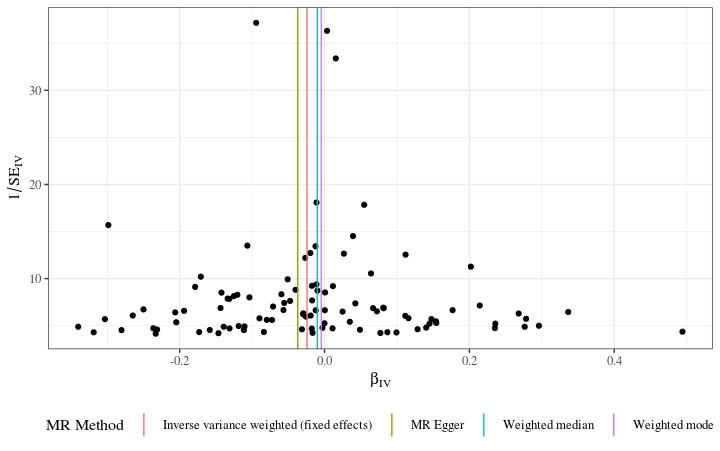 30
20
10
1/SE_IV
-0.2
0.0
0.2
0.4
β_IV
MR Method
Inverse variance weighted (fixed effects)
MR Egger
Weighted median
Weighted mode